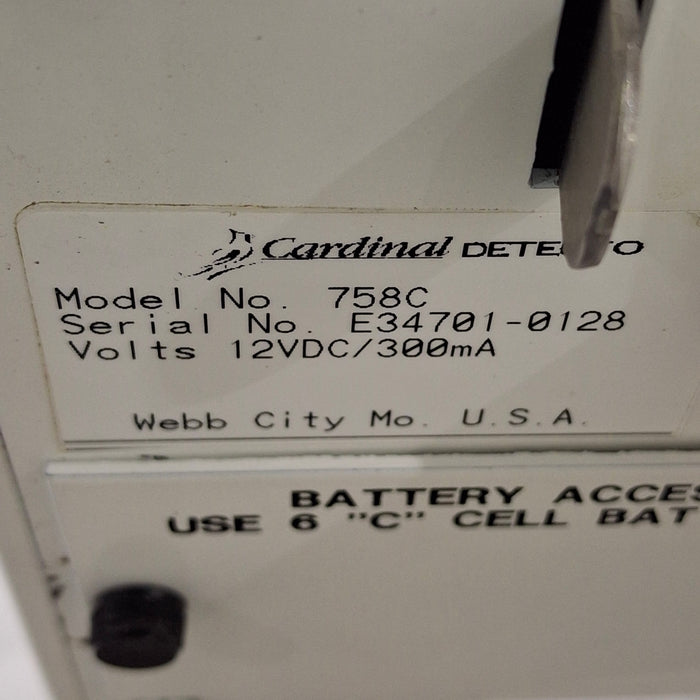 Cardinal
Model No. 758C
Serial No. E34701-0128
Volts 12VDC/300mA
Webb City Mo. U.S.A.
BATTERY
USE 6 "C" CELL